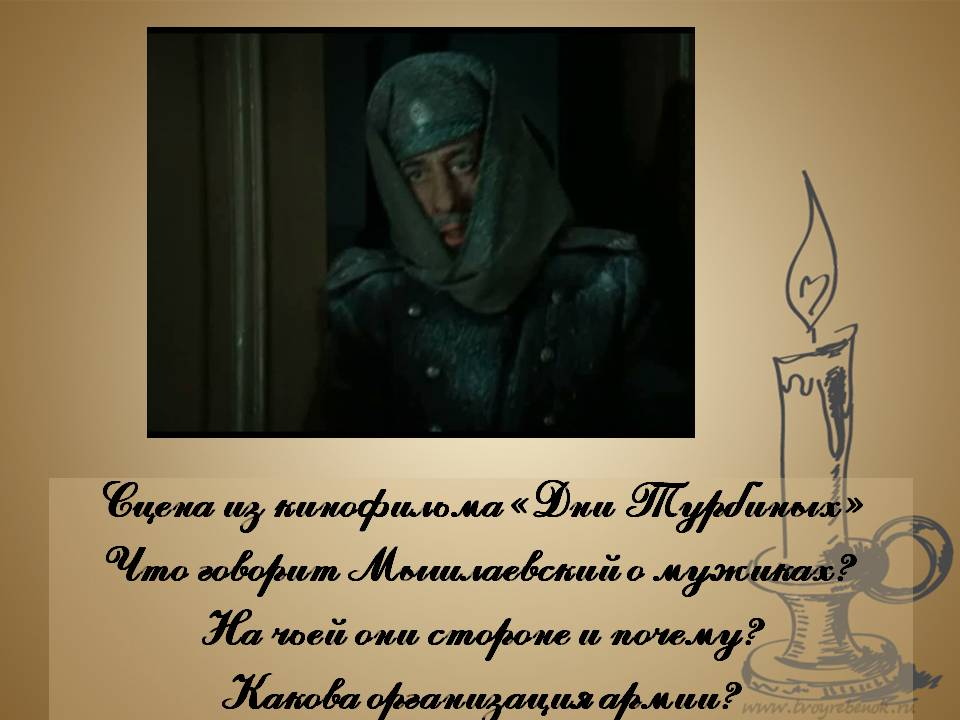 Сцена из кинофильма «Дни Турбиных»
Что говорит Мышлаевский о мужиках?
На чьей они стороне и почему?
Какова организация армии?
www.tvoyrebenok.ru